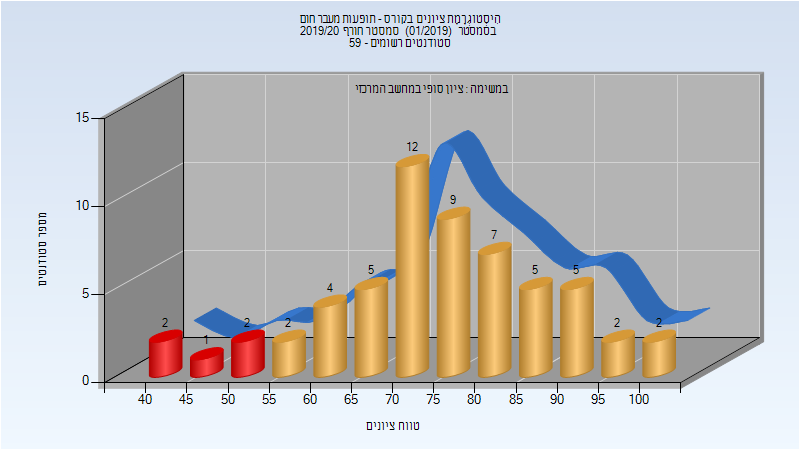 היסטוגרמת ציונים בקורס - תופעות מעבר חום
בסמסטר (01/2019) סמסטר חורף 2019/20
סטודנטים רשומים - 59
במשימה : ציון סופי במחשב המרכזי
15
10
5
0
מספר סטודנטים
2
1
2
2
4
5
12
9
7
5
5
2
2
40 45 50 55 60 65 70 75 80 85 90 95 100
טווח ציונים